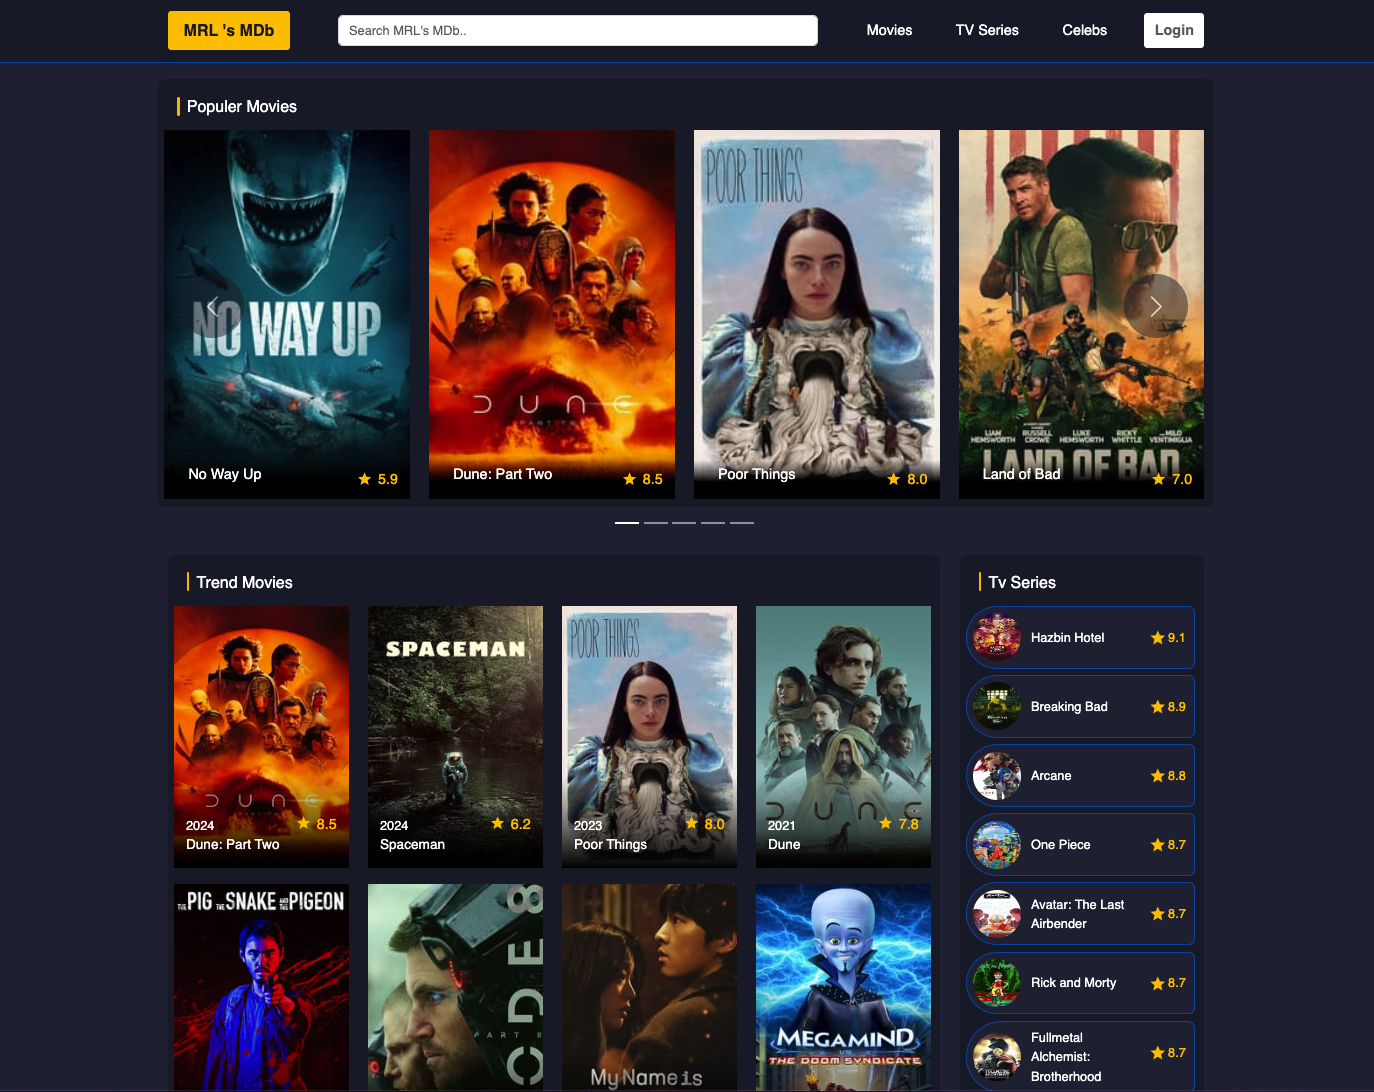 MRL 's MDb
Search MRL's MDb..
Movies
TV Series
Celebs
Login
Populer Movies
NO WAY UP
No Way Up
5.9
DUNE
PART TWO
Dune: Part Two
8.5
POOR THINGS
Poor Things
8.0
LIAM HEMSWORTH
RUSSELL CROWE
LUKE HEMSWORTH
RICKY WHITTLE
MILO VENTIMIGLIA
LAND OF BAD
Land of Bad
7.0
Trend Movies
DUNE
2024
8.5
Dune: Part Two
SPACEMAN
2024
6.2
Spaceman
POOR THINGS
2023
8.0
Poor Things
DUNE
2021
7.8
Dune
THE PIG THE SNAKE AND THE PIGEON
CODE 8
PART II
My Name is
MEGAMIND
VS
THE DOOM SYNDICATE
Tv Series
Hazbin Hotel
9.1
Breaking Bad
8.9
Arcane
8.8
One Piece
8.7
Avatar: The Last
Airbender
8.7
Rick and Morty
8.7
Fullmetal
Alchemist:
Brotherhood
8.7